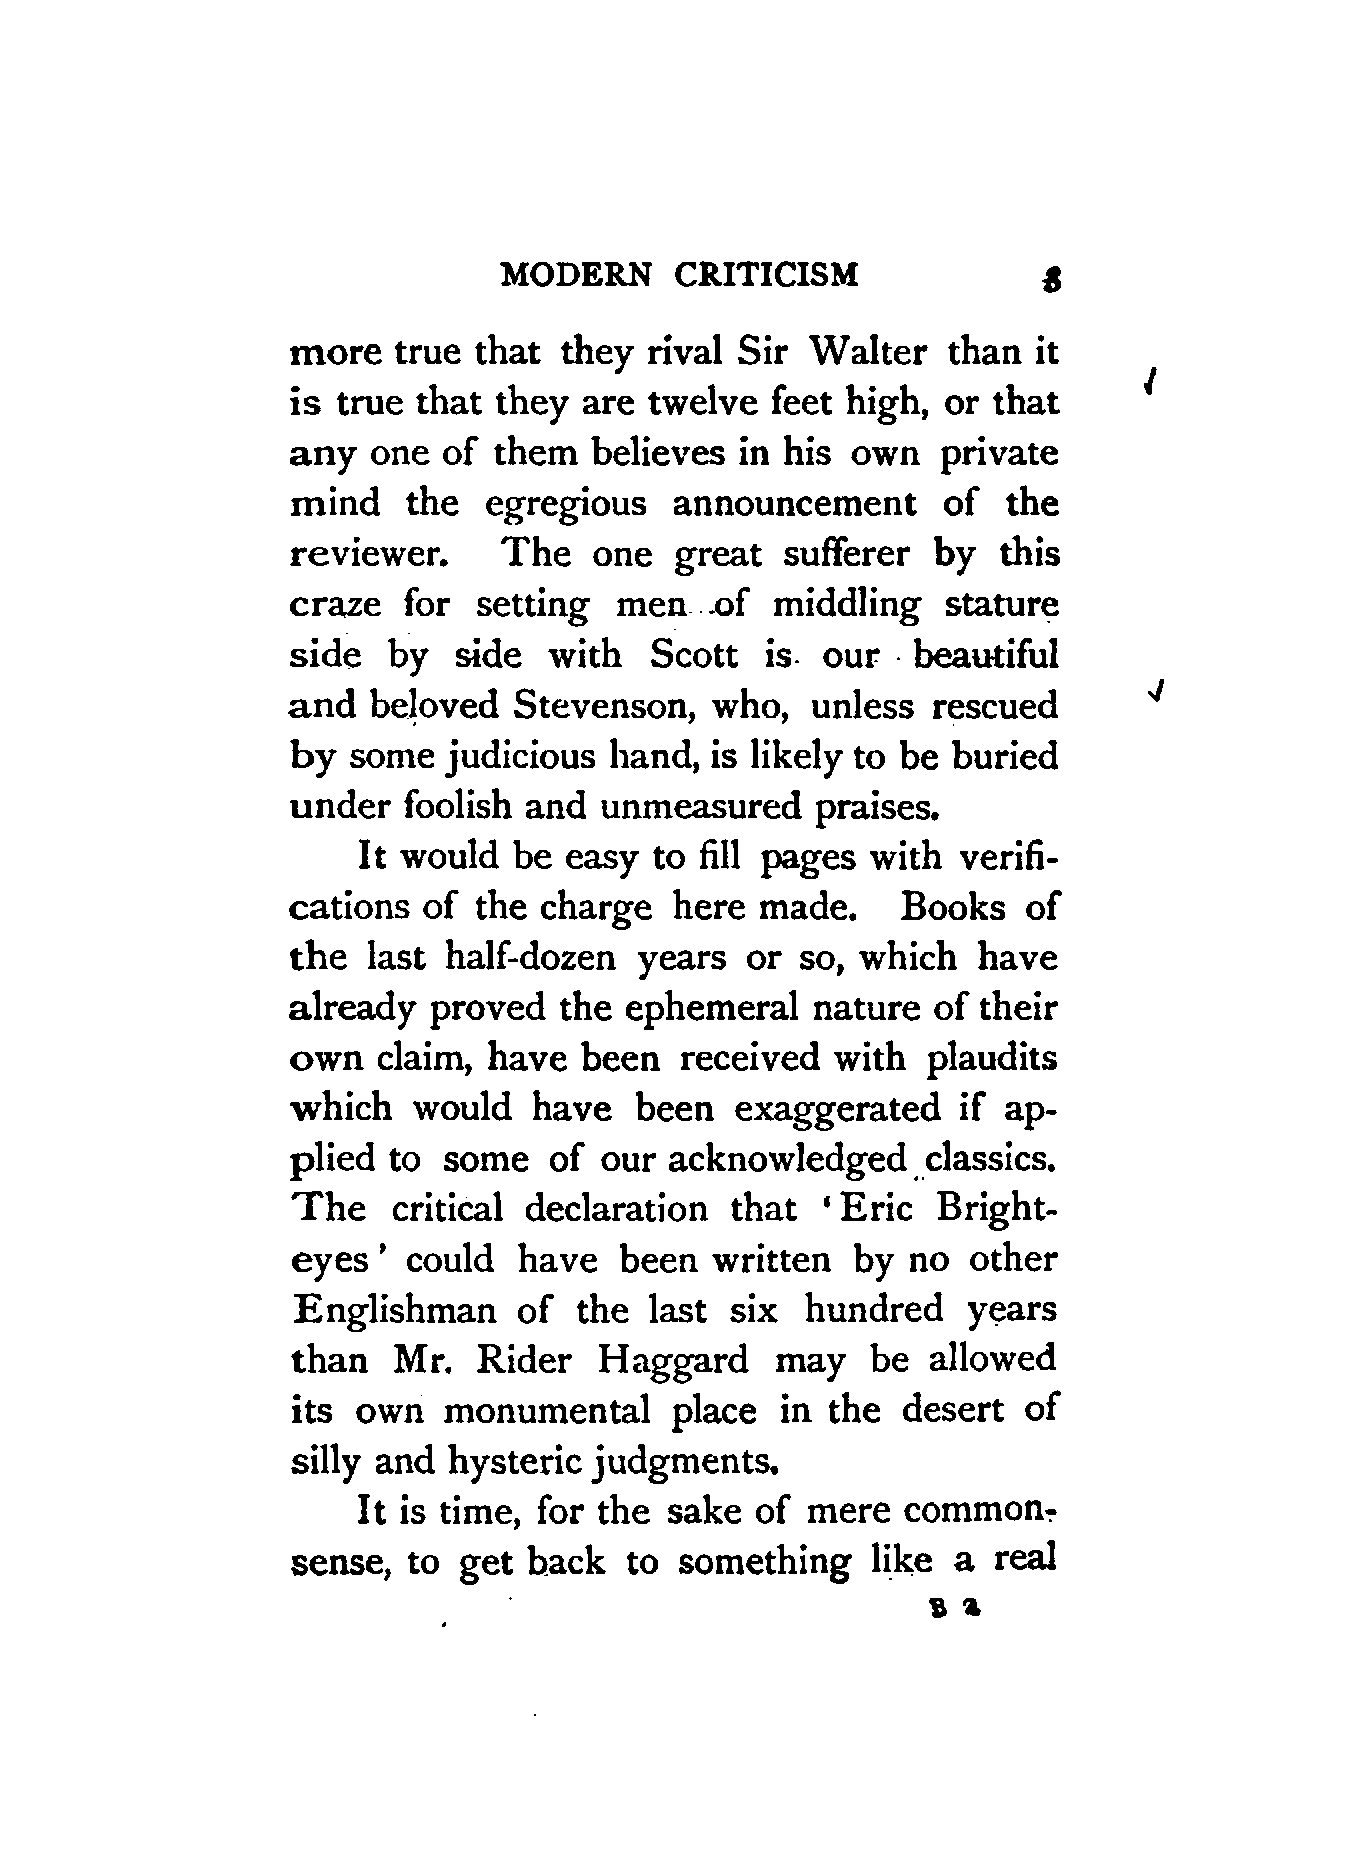 MODERN CRITICISM
more true that they rival Sir Walter than it
is true that they are twelve feet high, or that
any one of them believes in his own private
mind the egregious announcement of the
reviewer. The one great sufferer by this
craze for setting men of middling stature
side by side with Scott is our beautiful
and beloved Stevenson, who, unless rescued
by some judicious hand, is likely to be buried
under foolish and unmeasured praises.
It would be easy to fill pages with verifi-
cations of the charge here made. Books of
the last half-dozen years or so, which have
already proved the ephemeral nature of their
own claim, have been received with plaudits
which would have been exaggerated if ap-
plied to some of our acknowledged classics.
The critical declaration that ‘Eric Bright-
eyes’ could have been written by no other
Englishman of the last six hundred years
than Mr. Rider Haggard may be allowed
its own monumental place in the desert of
silly and hysteric judgments.
It is time, for the sake of mere common-
sense, to get back to something like a real
B 2